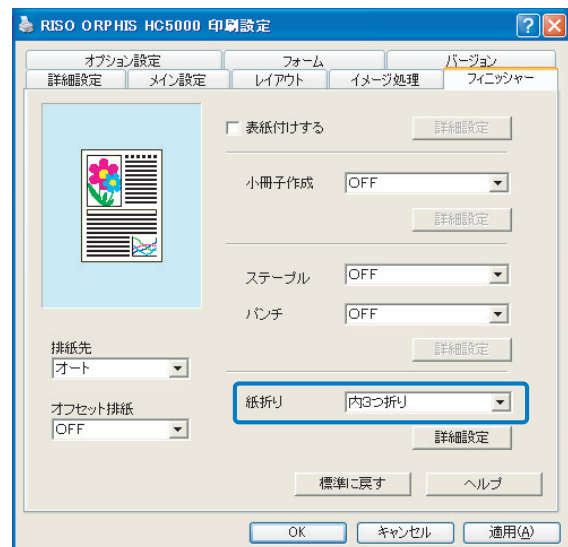 RISO ORPHIS HC5000 印刷設定
オプション設定 フォーム バージョン
詳細設定 メイン設定 レイアウト イメージ処理 フィニッシャー
表紙付けする 詳細設定
小冊子作成 OFF
詳細設定
ステープル OFF
パンチ OFF
詳細設定
排紙先
オート
オフセット排紙
OFF
紙折り 内3つ折り
詳細設定
標準に戻す ヘルプ
OK キャンセル 適用(A)